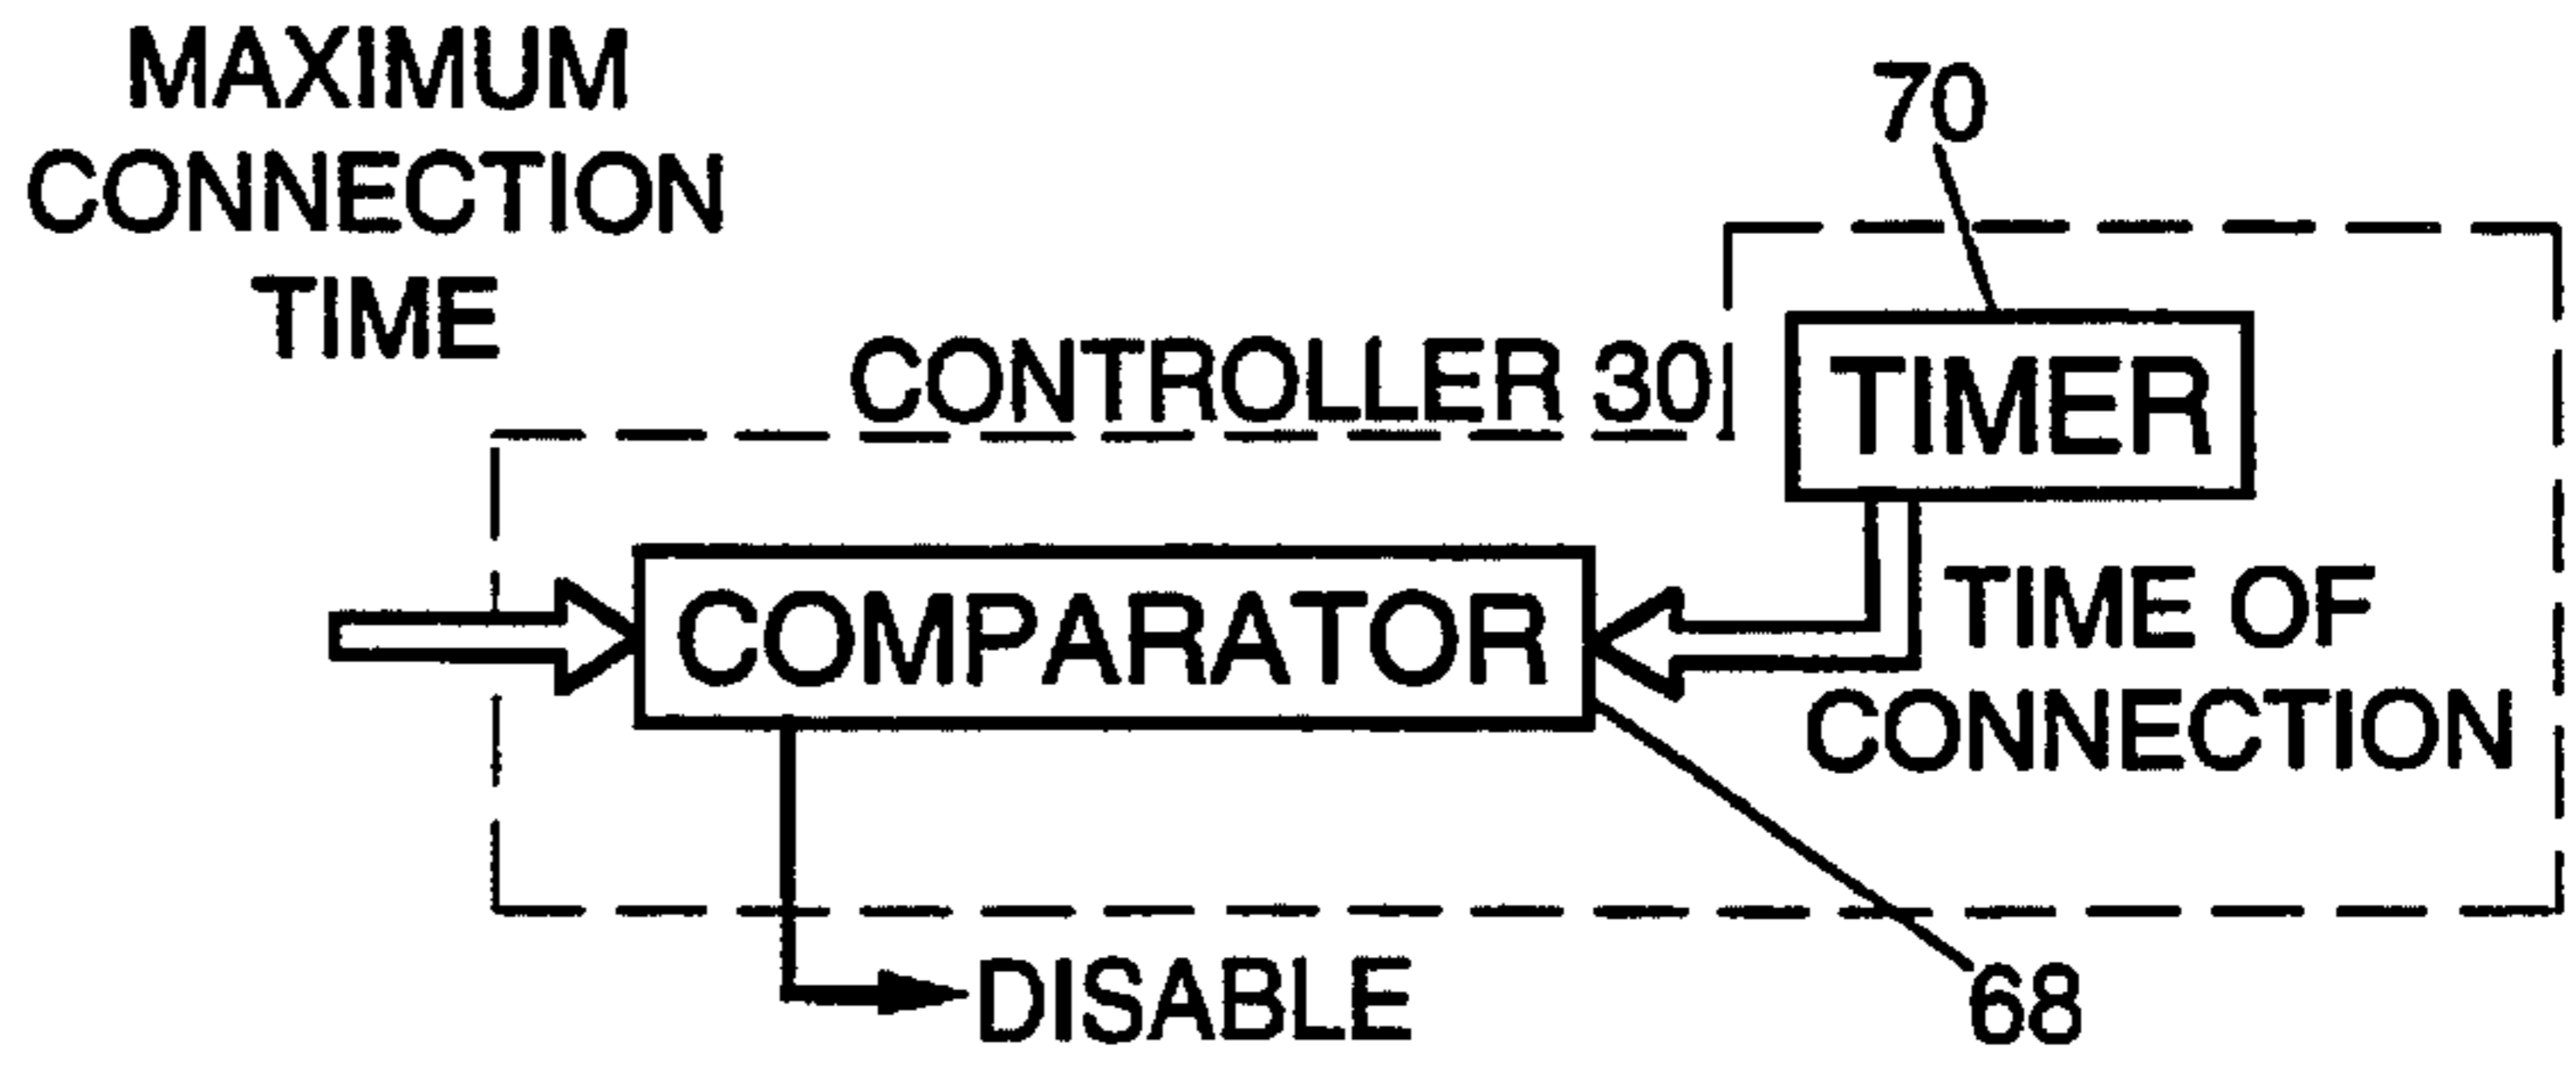 MAXIMUM
CONNECTION
TIME
70
CONTROLLER 30
TIMER
COMPARATOR
TIME OF
CONNECTION
DISABLE
68